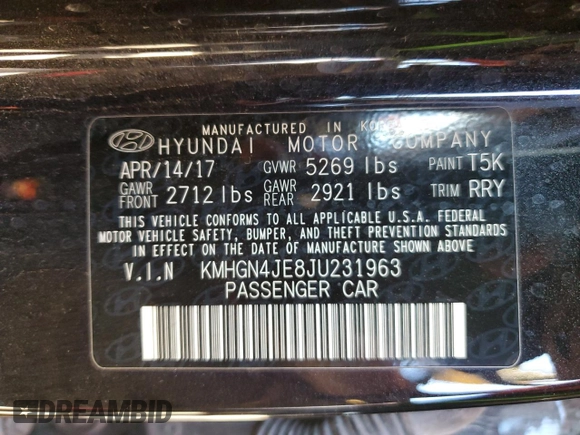 MANUFACTURED IN KOREA
HYUNDAI MOTOR COMPANY
APR/14/17 GVWR 5269 lbs PAINT T5K
GAWR FRONT 2712 lbs GAWR REAR 2921 lbs TRIM RRY
THIS VEHICLE CONFORMS TO ALL APPLICABLE U.S.A. FEDERAL
MOTOR VEHICLE SAFETY, BUMPER, AND THEFT PREVENTION
STANDARDS IN EFFECT ON THE DATE OF MANUFACTURE SHOWN ABOVE
V.I.N KMHGN4JE8JU231963
PASSENGER CAR
DREAMBID